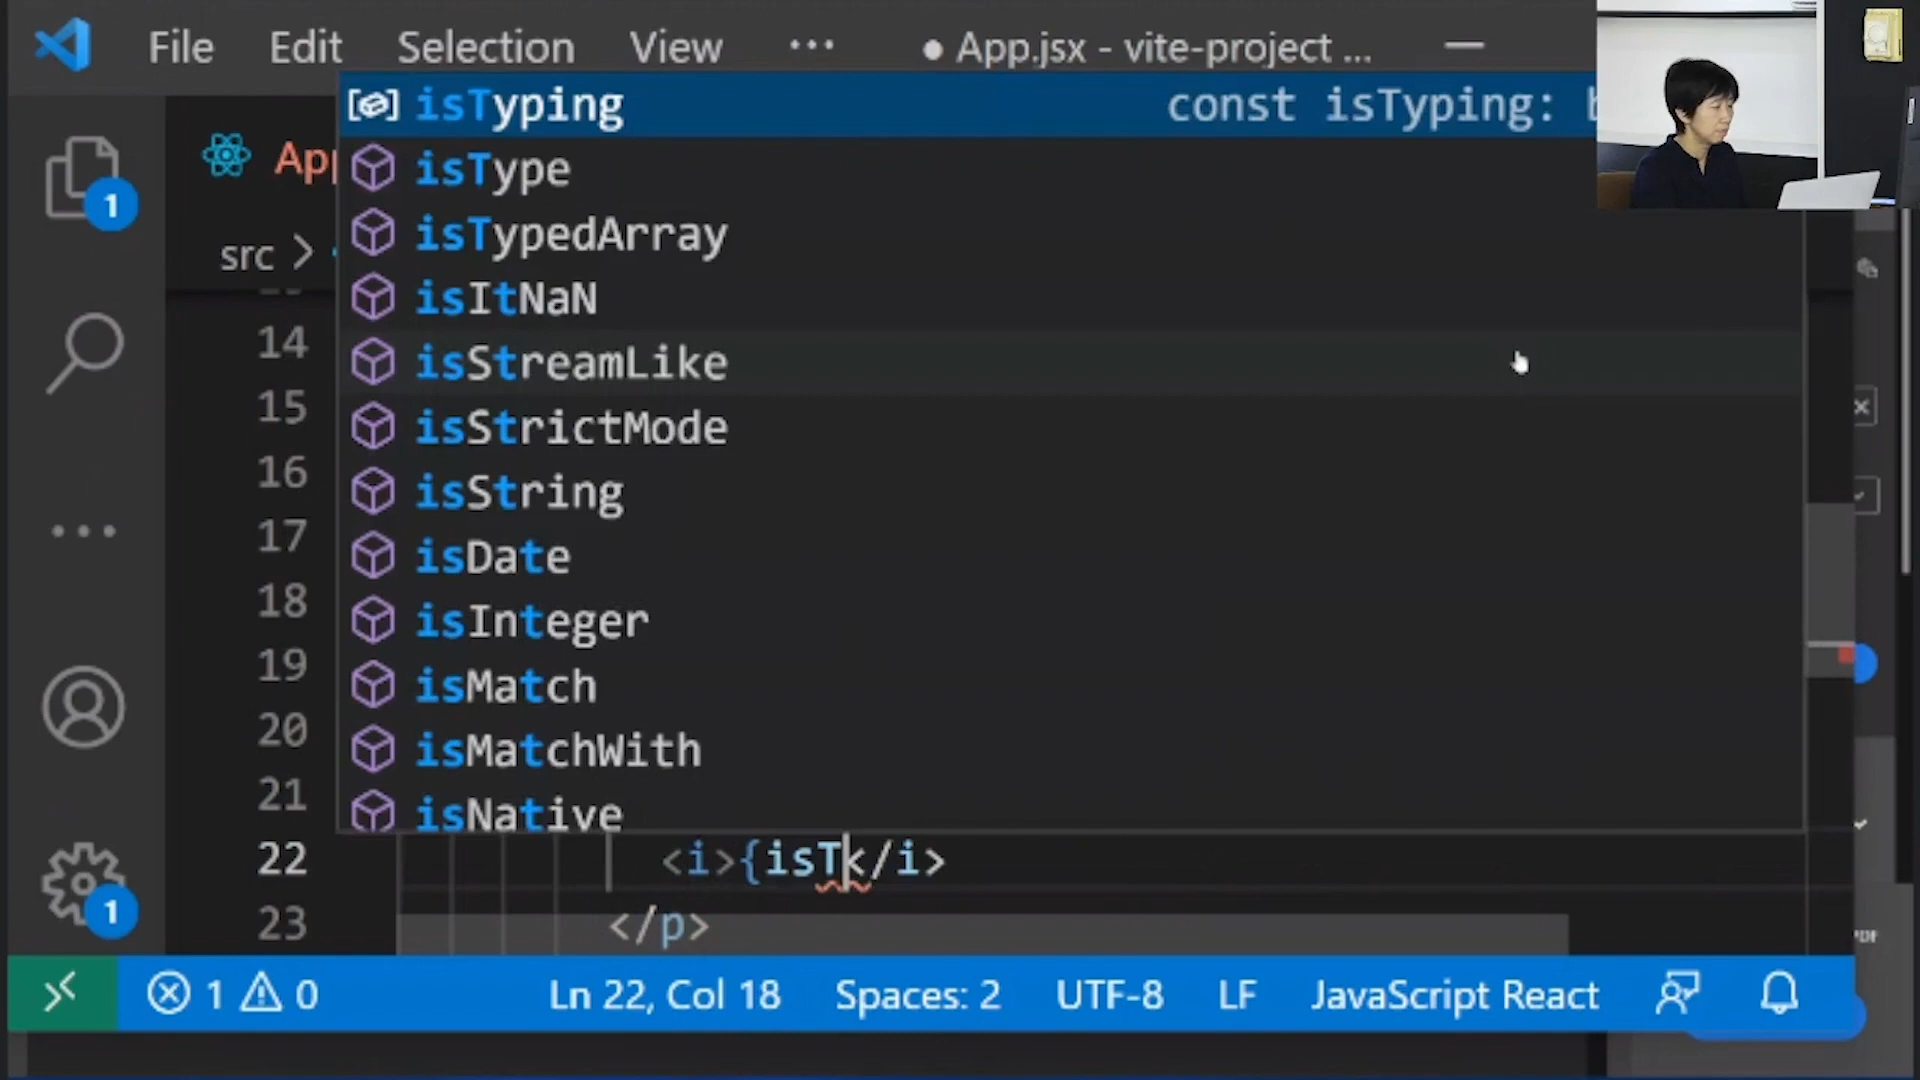 File Edit Selection View ··· ● App.jsx - vite-project ...
isTyping const isTyping:
isType
isTypedArray
isItNaN
isStreamLike
isStrictMode
isString
isDate
isInteger
isMatch
isMatchWith
isNative
1
App
src >
14
15
16
17
18
19
20
21
22 <i>{isT</i>
23 </p>
1
1 0 Ln 22, Col 18 Spaces: 2 UTF-8 LF JavaScript React